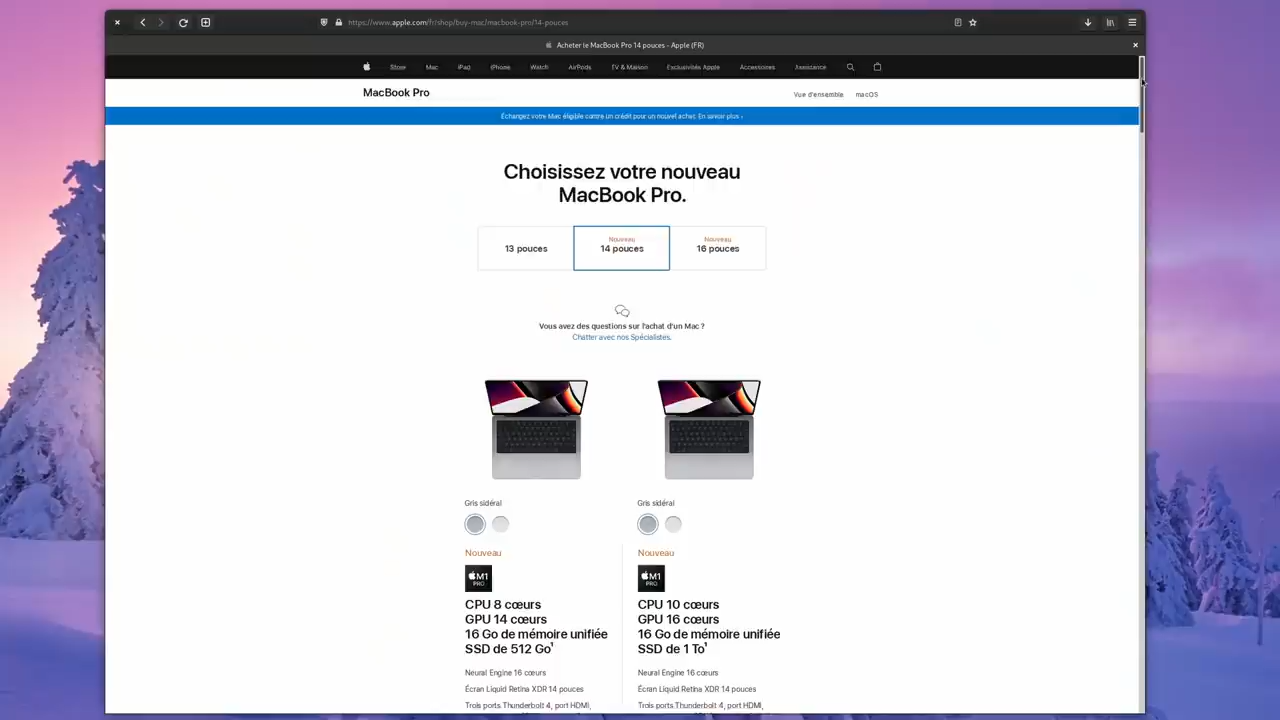 https://www.apple.com/fr/shop/buy-mac/macbook-pro/14-pouces
Acheter le MacBook Pro 14 pouces - Apple (FR)
Store Mac iPad iPhone Watch AirPods TV & Maison Exclusivités Apple Accessoires Assistance
MacBook Pro Vue d'ensemble macOS
Échangez votre Mac éligible contre un crédit pour un nouvel achat. En savoir plus ›
Choisissez votre nouveau
MacBook Pro.
13 pouces
Nouveau
14 pouces
Nouveau
16 pouces
Vous avez des questions sur l'achat d'un Mac ?
Chatter avec nos Spécialistes.
Gris sidéral
Nouveau
M1
PRO
CPU 8 cœurs
GPU 14 cœurs
16 Go de mémoire unifiée
SSD de 512 Go¹
Neural Engine 16 cœurs
Écran Liquid Retina XDR 14 pouces
Trois ports Thunderbolt 4, port HDMI,
Gris sidéral
Nouveau
M1
PRO
CPU 10 cœurs
GPU 16 cœurs
16 Go de mémoire unifiée
SSD de 1 To¹
Neural Engine 16 cœurs
Écran Liquid Retina XDR 14 pouces
Trois ports Thunderbolt 4, port HDMI,